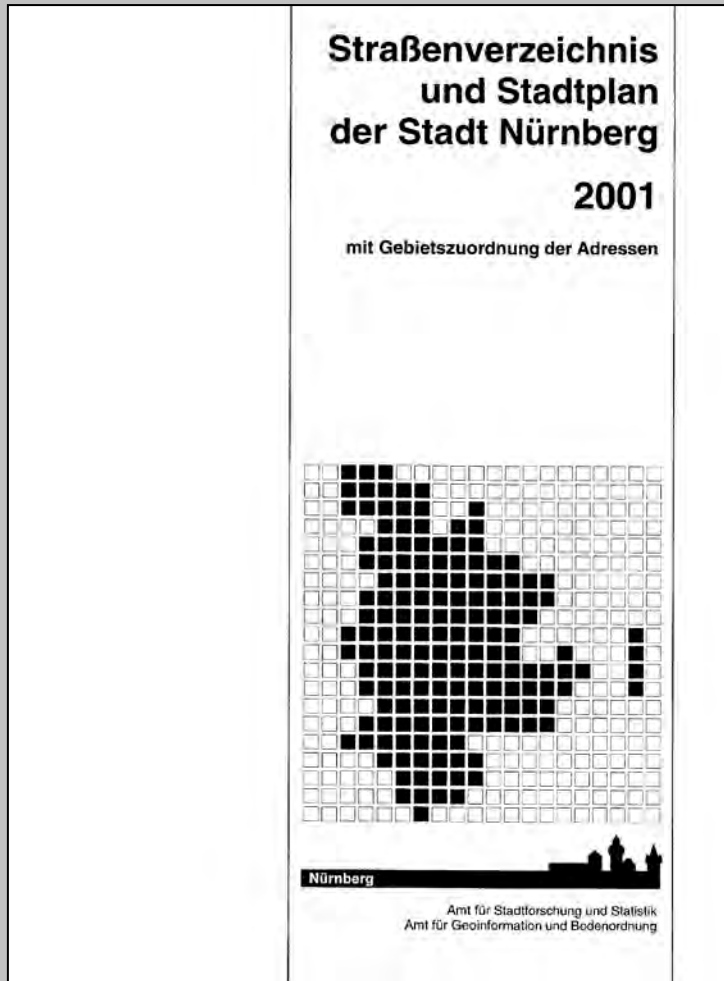 Straßenverzeichnis
und Stadtplan
der Stadt Nürnberg
2001
mit Gebietszuordnung der Adressen
Nürnberg
Amt für Stadtforschung und Statistik
Amt für Geoinformation und Bodenordnung